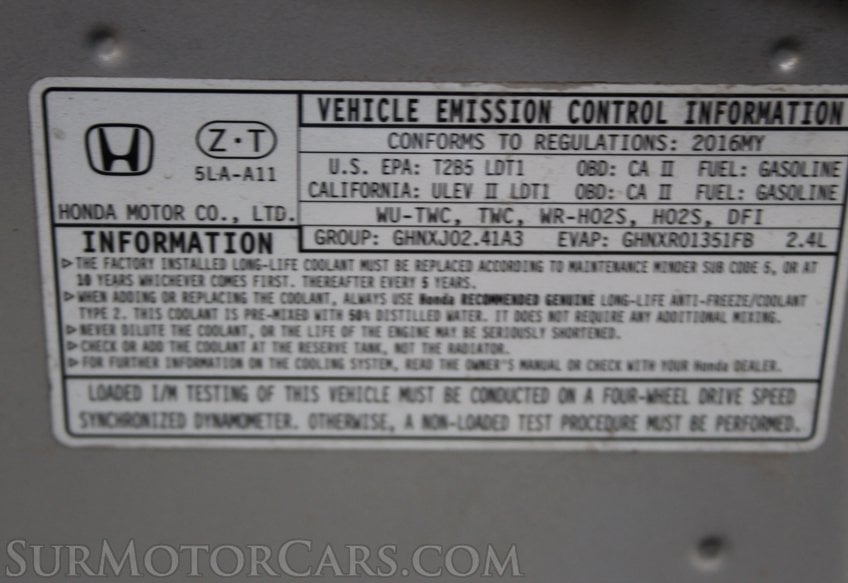 VEHICLE EMISSION CONTROL INFORMATION
Z·T
CONFORMS TO REGULATIONS: 2016MY
5LA-A11
U.S. EPA: T2B5 LDT1 OBD: CA II FUEL: GASOLINE
CALIFORNIA: ULEV II LDT1 OBD: CA II FUEL: GASOLINE
HONDA MOTOR CO., LTD.
WU-TWC, TWC, WR-HO2S, HO2S, DFI
GROUP: GHNXJ02.41A3 EVAP: GHNXR01351FB 2.4L
INFORMATION
▷THE FACTORY INSTALLED LONG-LIFE COOLANT MUST BE REPLACED ACCORDING TO MAINTENANCE MINDER SUB CODE 5, OR AT
10 YEARS WHICHEVER COMES FIRST. THEREAFTER EVERY 5 YEARS.
▷WHEN ADDING OR REPLACING THE COOLANT, ALWAYS USE Honda RECOMMENDED GENUINE LONG-LIFE ANTI-FREEZE/COOLANT
TYPE 2. THIS COOLANT IS PRE-MIXED WITH 50% DISTILLED WATER. IT DOES NOT REQUIRE ANY ADDITIONAL MIXING.
▷NEVER DILUTE THE COOLANT, OR THE LIFE OF THE ENGINE MAY BE SERIOUSLY SHORTENED.
▷CHECK OR ADD THE COOLANT AT THE RESERVE TANK, NOT THE RADIATOR.
▷FOR FURTHER INFORMATION ON THE COOLING SYSTEM, READ THE OWNER'S MANUAL OR CHECK WITH YOUR Honda DEALER.
LOADED I/M TESTING OF THIS VEHICLE MUST BE CONDUCTED ON A FOUR-WHEEL DRIVE SPEED
SYNCHRONIZED DYNAMOMETER. OTHERWISE, A NON-LOADED TEST PROCEDURE MUST BE PERFORMED.
SURMOTORCARS.COM